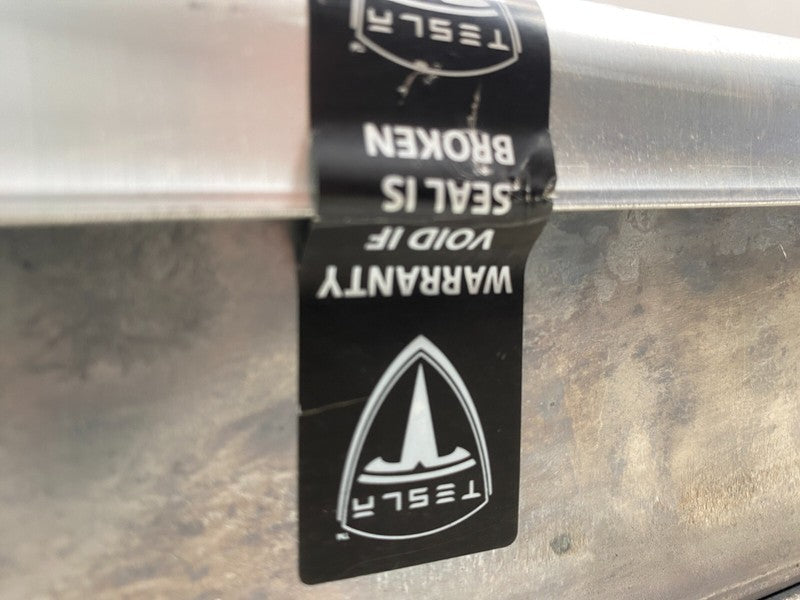 TESLA
WARRANTY
VOID IF
SEAL IS
BROKEN
TESLA